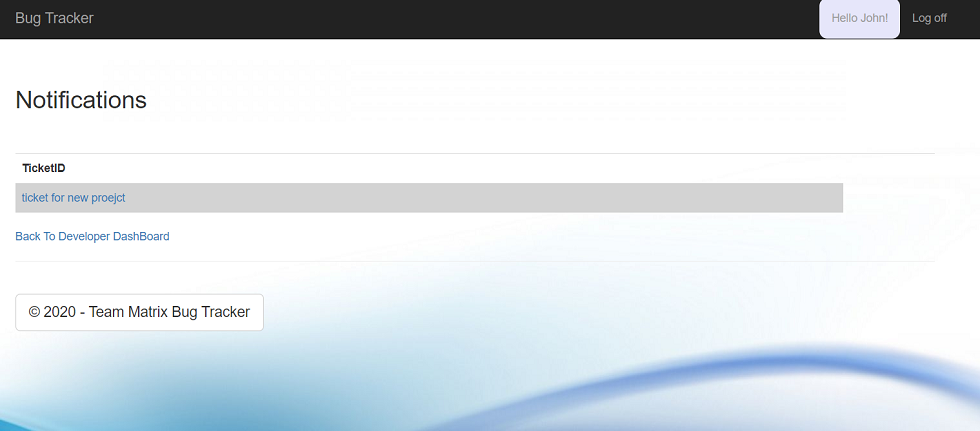 Bug Tracker Hello John! Log off
Notifications
TicketID
ticket for new proejct
Back To Developer DashBoard
© 2020 - Team Matrix Bug Tracker